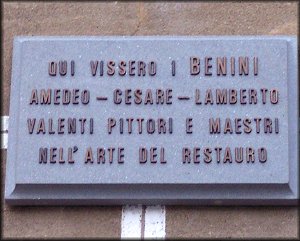 QUI VISSERO I BENINI
AMEDEO – CESARE – LAMBERTO
VALENTI PITTORI E MAESTRI
NELL'ARTE DEL RESTAURO